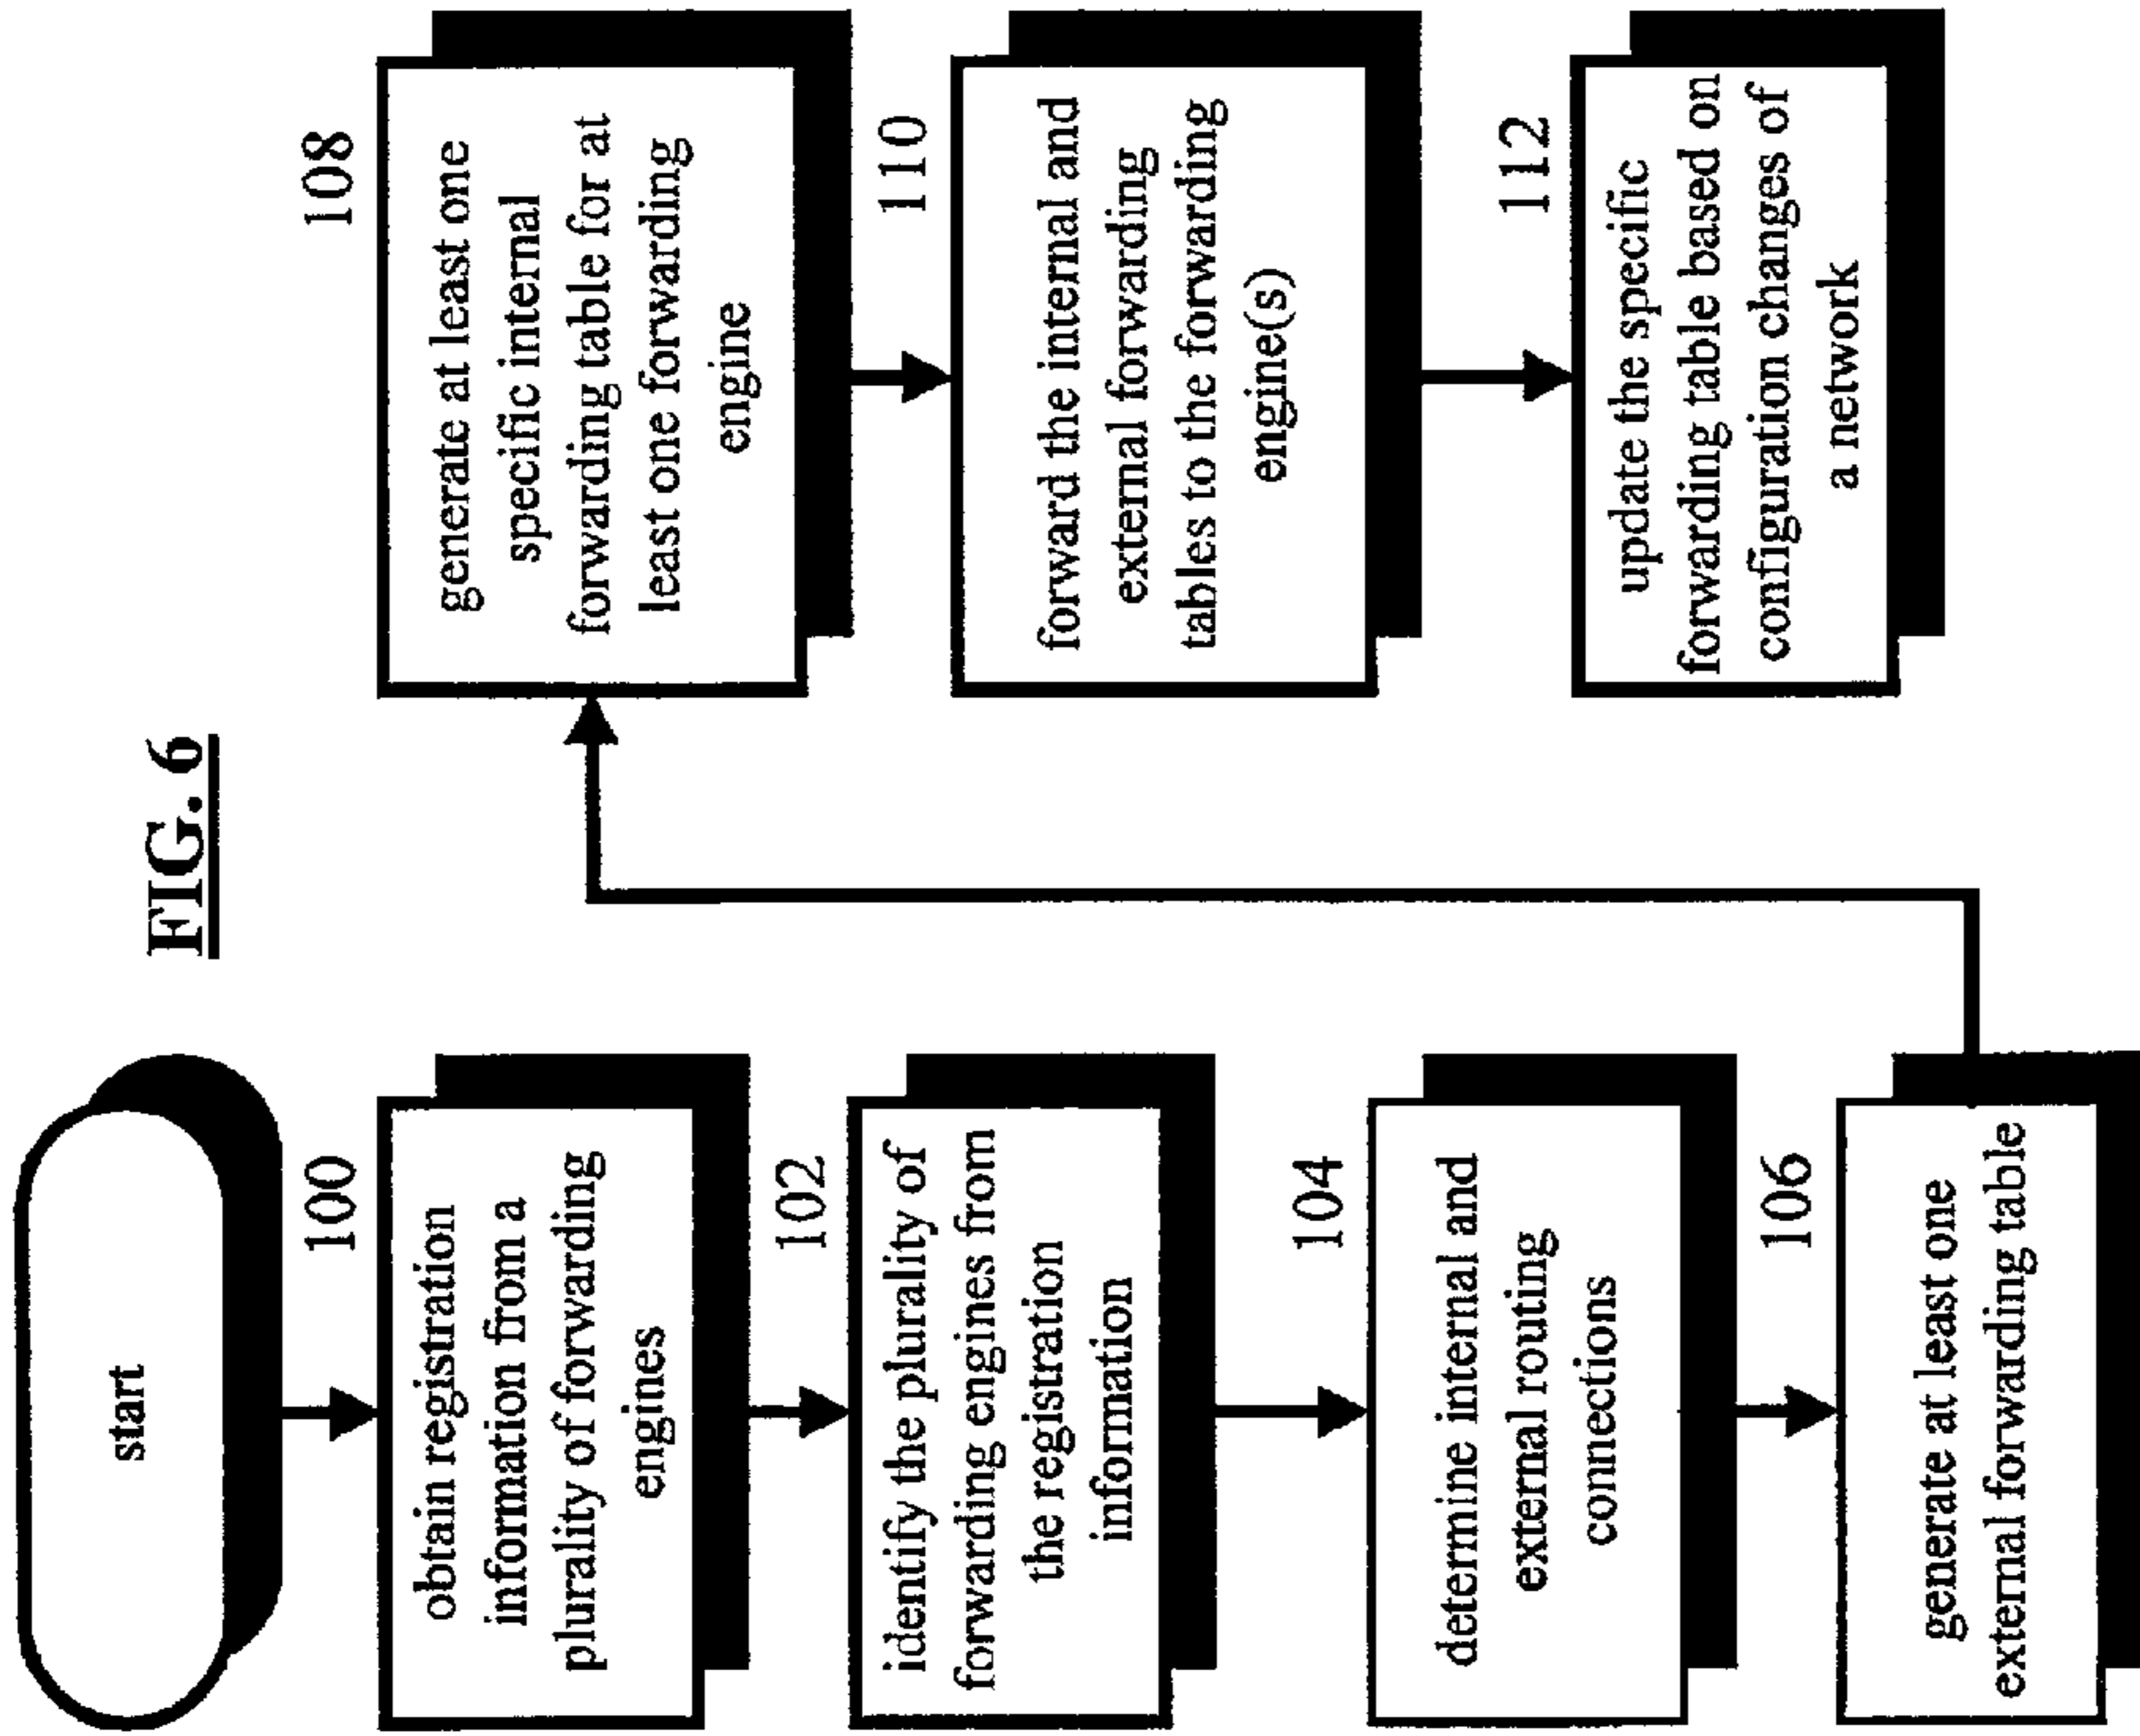 FIG. 6
start
100
obtain registration
information from a
plurality of forwarding
engines
102
identify the plurality of
forwarding engines from
the registration
information
104
determine internal and
external routing
connections
106
generate at least one
external forwarding table
108
generate at least one
specific internal
forwarding table for at
least one forwarding
engine
110
forward the internal and
external forwarding
tables to the forwarding
engine(s)
112
update the specific
forwarding table based on
configuration changes of
a network